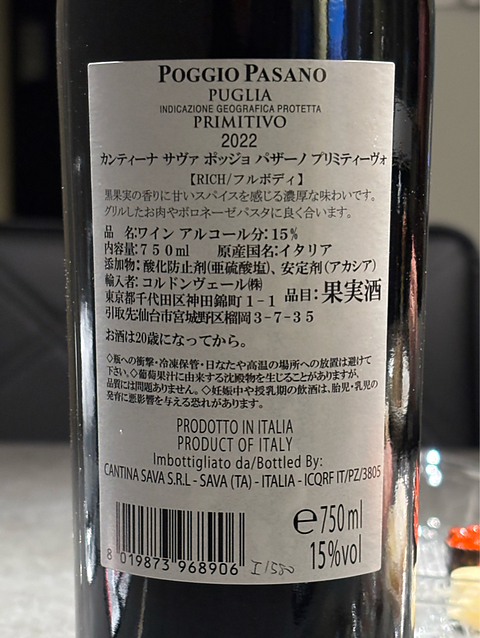 POGGIO PASANO
PUGLIA
INDICAZIONE GEOGRAFICA PROTETTA
PRIMITIVO
2022
カンティーナ サヴァ ポッジョ パザーノ プリミティーヴォ
【RICH/フルボディ】
黒果実の香りに甘いスパイスを感じる濃厚な味わいです。
グリルしたお肉やボロネーゼパスタに良く合います。
品 名:ワイン アルコール分:15%
内容量:750ml 原産国名:イタリア
添加物:酸化防止剤(亜硫酸塩)、安定剤(アカシア)
輸入者:コルドンヴェール㈱
東京都千代田区神田錦町1-1 品目:果実酒
引取先仙台市宮城野区榴岡3-7-35
お酒は20歳になってから。
◇瓶への衝撃・冷凍保管・日なたや高温の場所への放置は避けて
下さい。◇葡萄果汁に由来する沈殿物を生じることがありますが、
品質には問題ありません。◇妊娠中や授乳期の飲酒は、胎児・乳児の
発育に悪影響を与える恐れがあります。
PRODOTTO IN ITALIA
PRODUCT OF ITALY
Imbottigliato da/Bottled By:
CANTINA SAVA S.R.L - SAVA (TA) - ITALIA - ICQRF IT/PZ/3805
℮750ml
15%vol
8 019873 968906
I1580